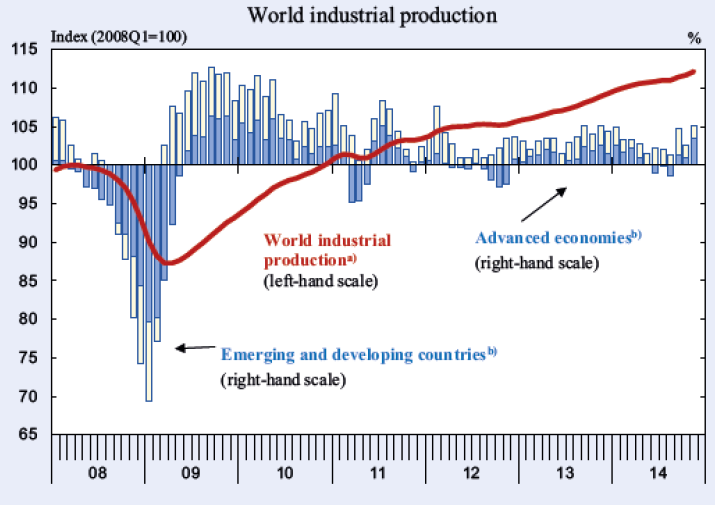 World industrial production
Index (2008Q1=100) %
115
110
105
100
95
90
85
80
75
70
65
World industrial
productionᵃ⁾
(left-hand scale)
Advanced economiesᵇ⁾
(right-hand scale)
Emerging and developing countriesᵇ⁾
(right-hand scale)
08 09 10 11 12 13 14